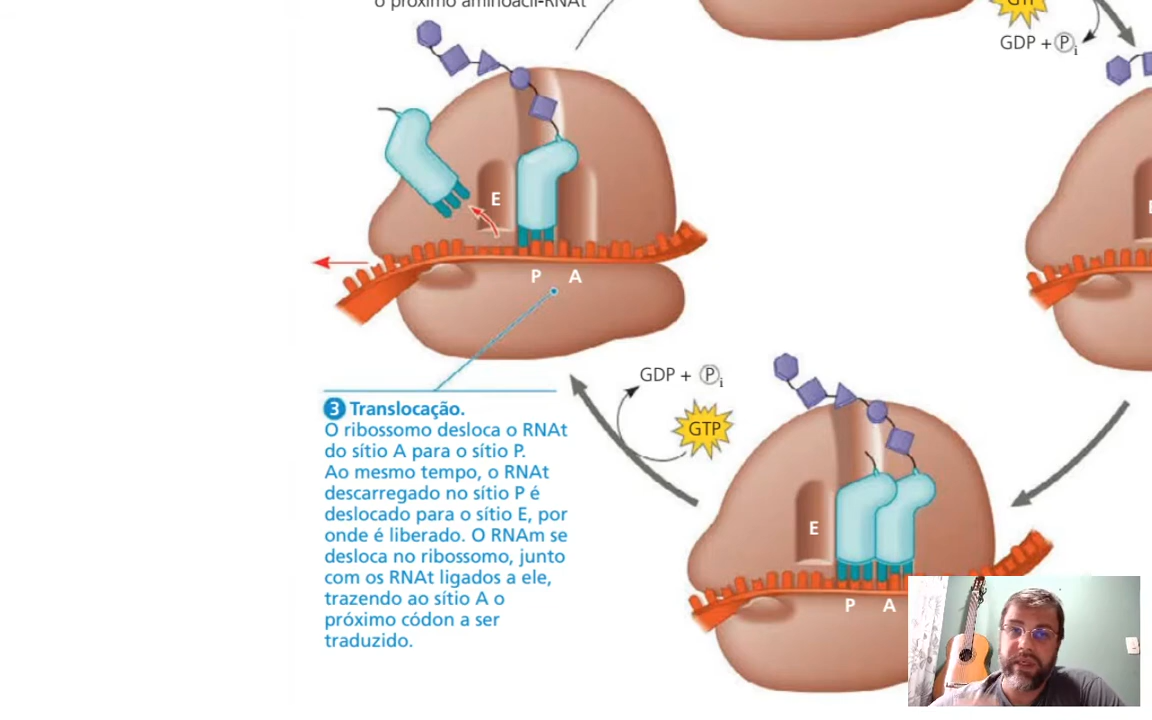 o próximo aminoacil-RNAt
GTP
GDP + Pi
E
P A
GDP + Pi
GTP
3 Translocação.
O ribossomo desloca o RNAt
do sítio A para o sítio P.
Ao mesmo tempo, o RNAt
descarregado no sítio P é
deslocado para o sítio E, por
onde é liberado. O RNAm se
desloca no ribossomo, junto
com os RNAt ligados a ele,
trazendo ao sítio A o
próximo códon a ser
traduzido.
E
P A